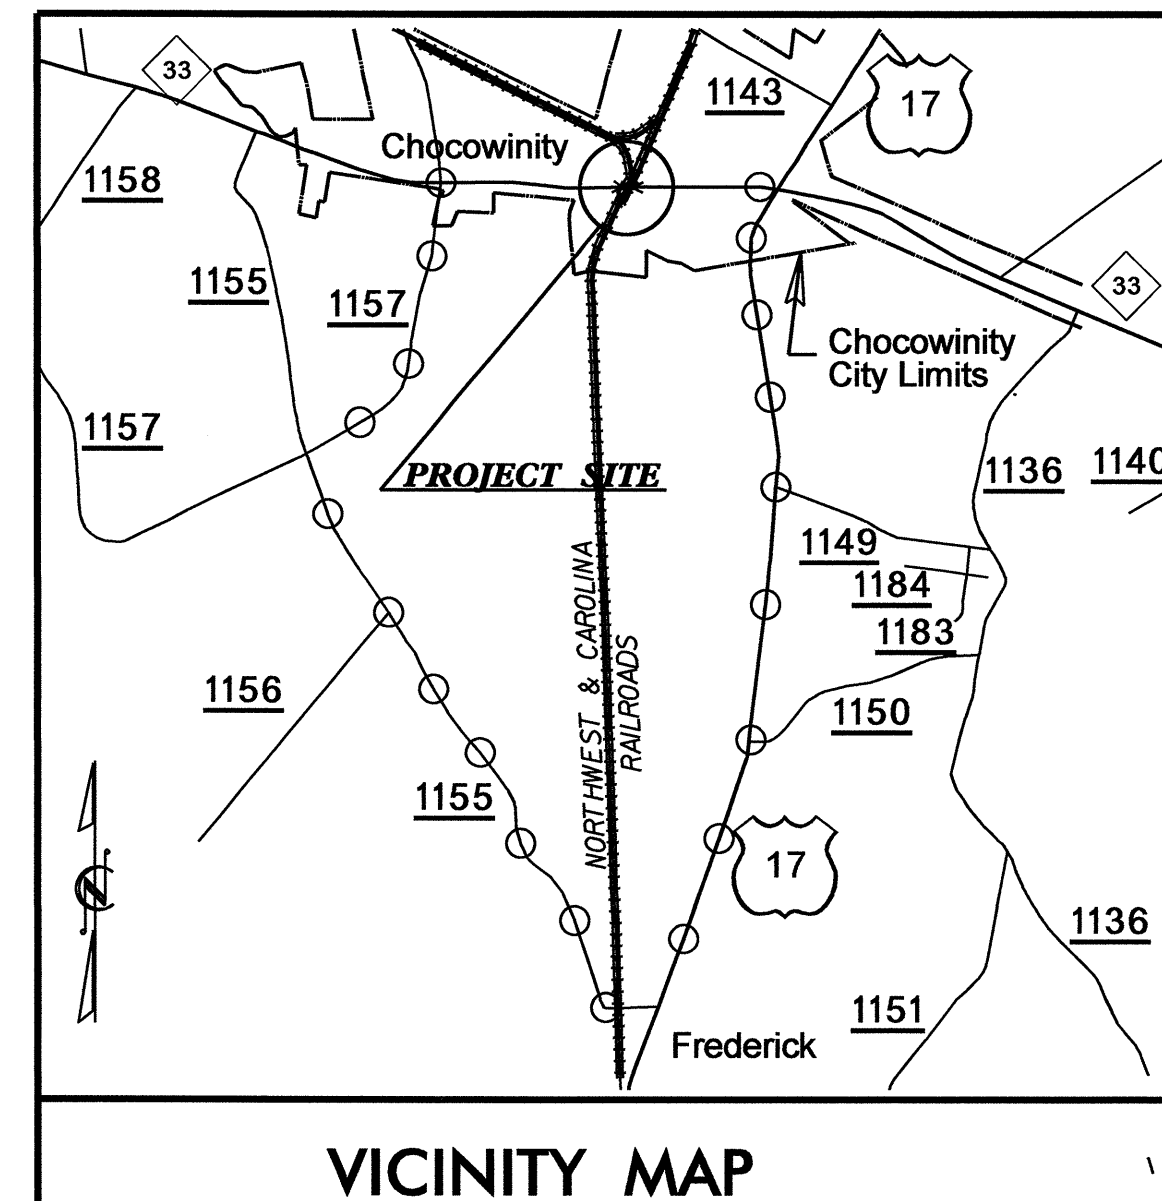 33
1143
17
Chocowinity
1158
1155
1157
33
Chocowinity
City Limits
1157
PROJECT SITE
1136
1140
1149
1184
1183
NORTHWEST & CAROLINA
RAILROADS
1156
1150
1155
17
1136
1151
Frederick
VICINITY MAP